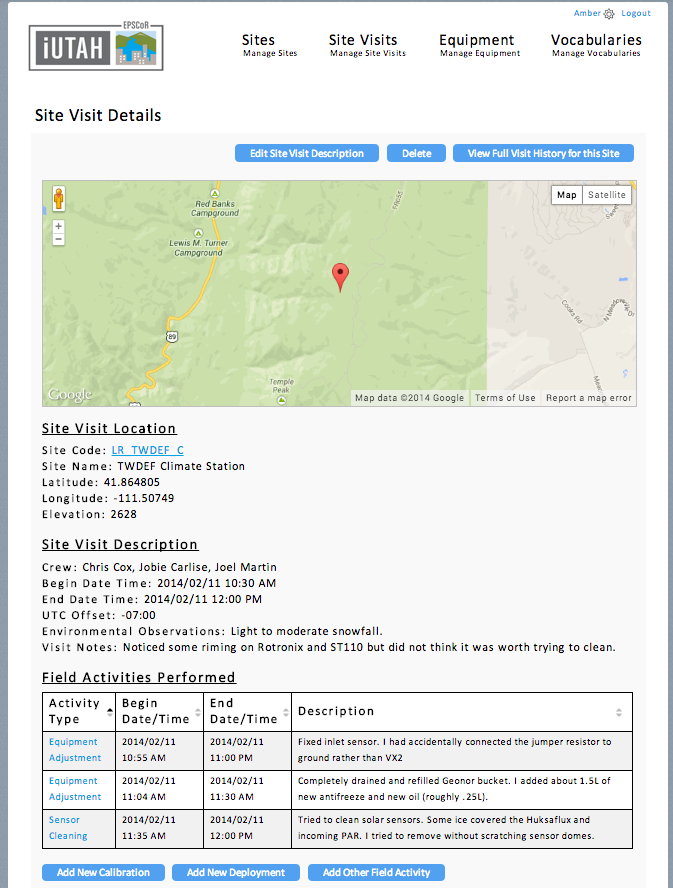 Amber Logout
EPSCoR
iUTAH
Sites Site Visits Equipment Vocabularies
Manage Sites Manage Site Visits Manage Equipment Manage Vocabularies
Site Visit Details
Edit Site Visit Description Delete View Full Visit History for this Site
Map Satellite
Red Banks
Campground
FR055
Lewis M. Turner
Campground
+
−
Cooks Rd
89
Temple
Peak
Google
Map data ©2014 Google Terms of Use Report a map error
Site Visit Location
Site Code: LR_TWDEF_C
Site Name: TWDEF Climate Station
Latitude: 41.864805
Longitude: -111.50749
Elevation: 2628
Site Visit Description
Crew: Chris Cox, Jobie Carlise, Joel Martin
Begin Date Time: 2014/02/11 10:30 AM
End Date Time: 2014/02/11 12:00 PM
UTC Offset: -07:00
Environmental Observations: Light to moderate snowfall.
Visit Notes: Noticed some riming on Rotronix and ST110 but did not think it was worth trying to clean.
Field Activities Performed
Activity Begin End
Type Date/Time Date/Time Description
Equipment 2014/02/11 2014/02/11 Fixed inlet sensor. I had accidentally connected the jumper resistor to
Adjustment 10:55 AM 11:00 PM ground rather than VX2
Equipment 2014/02/11 2014/02/11 Completely drained and refilled Geonor bucket. I added about 1.5L of
Adjustment 11:04 AM 11:30 AM new antifreeze and new oil (roughly .25L).
Sensor 2014/02/11 2014/02/11 Tried to clean solar sensors. Some ice covered the Huksaflux and
Cleaning 11:35 AM 12:00 PM incoming PAR. I tried to remove without scratching sensor domes.
Add New Calibration Add New Deployment Add Other Field Activity